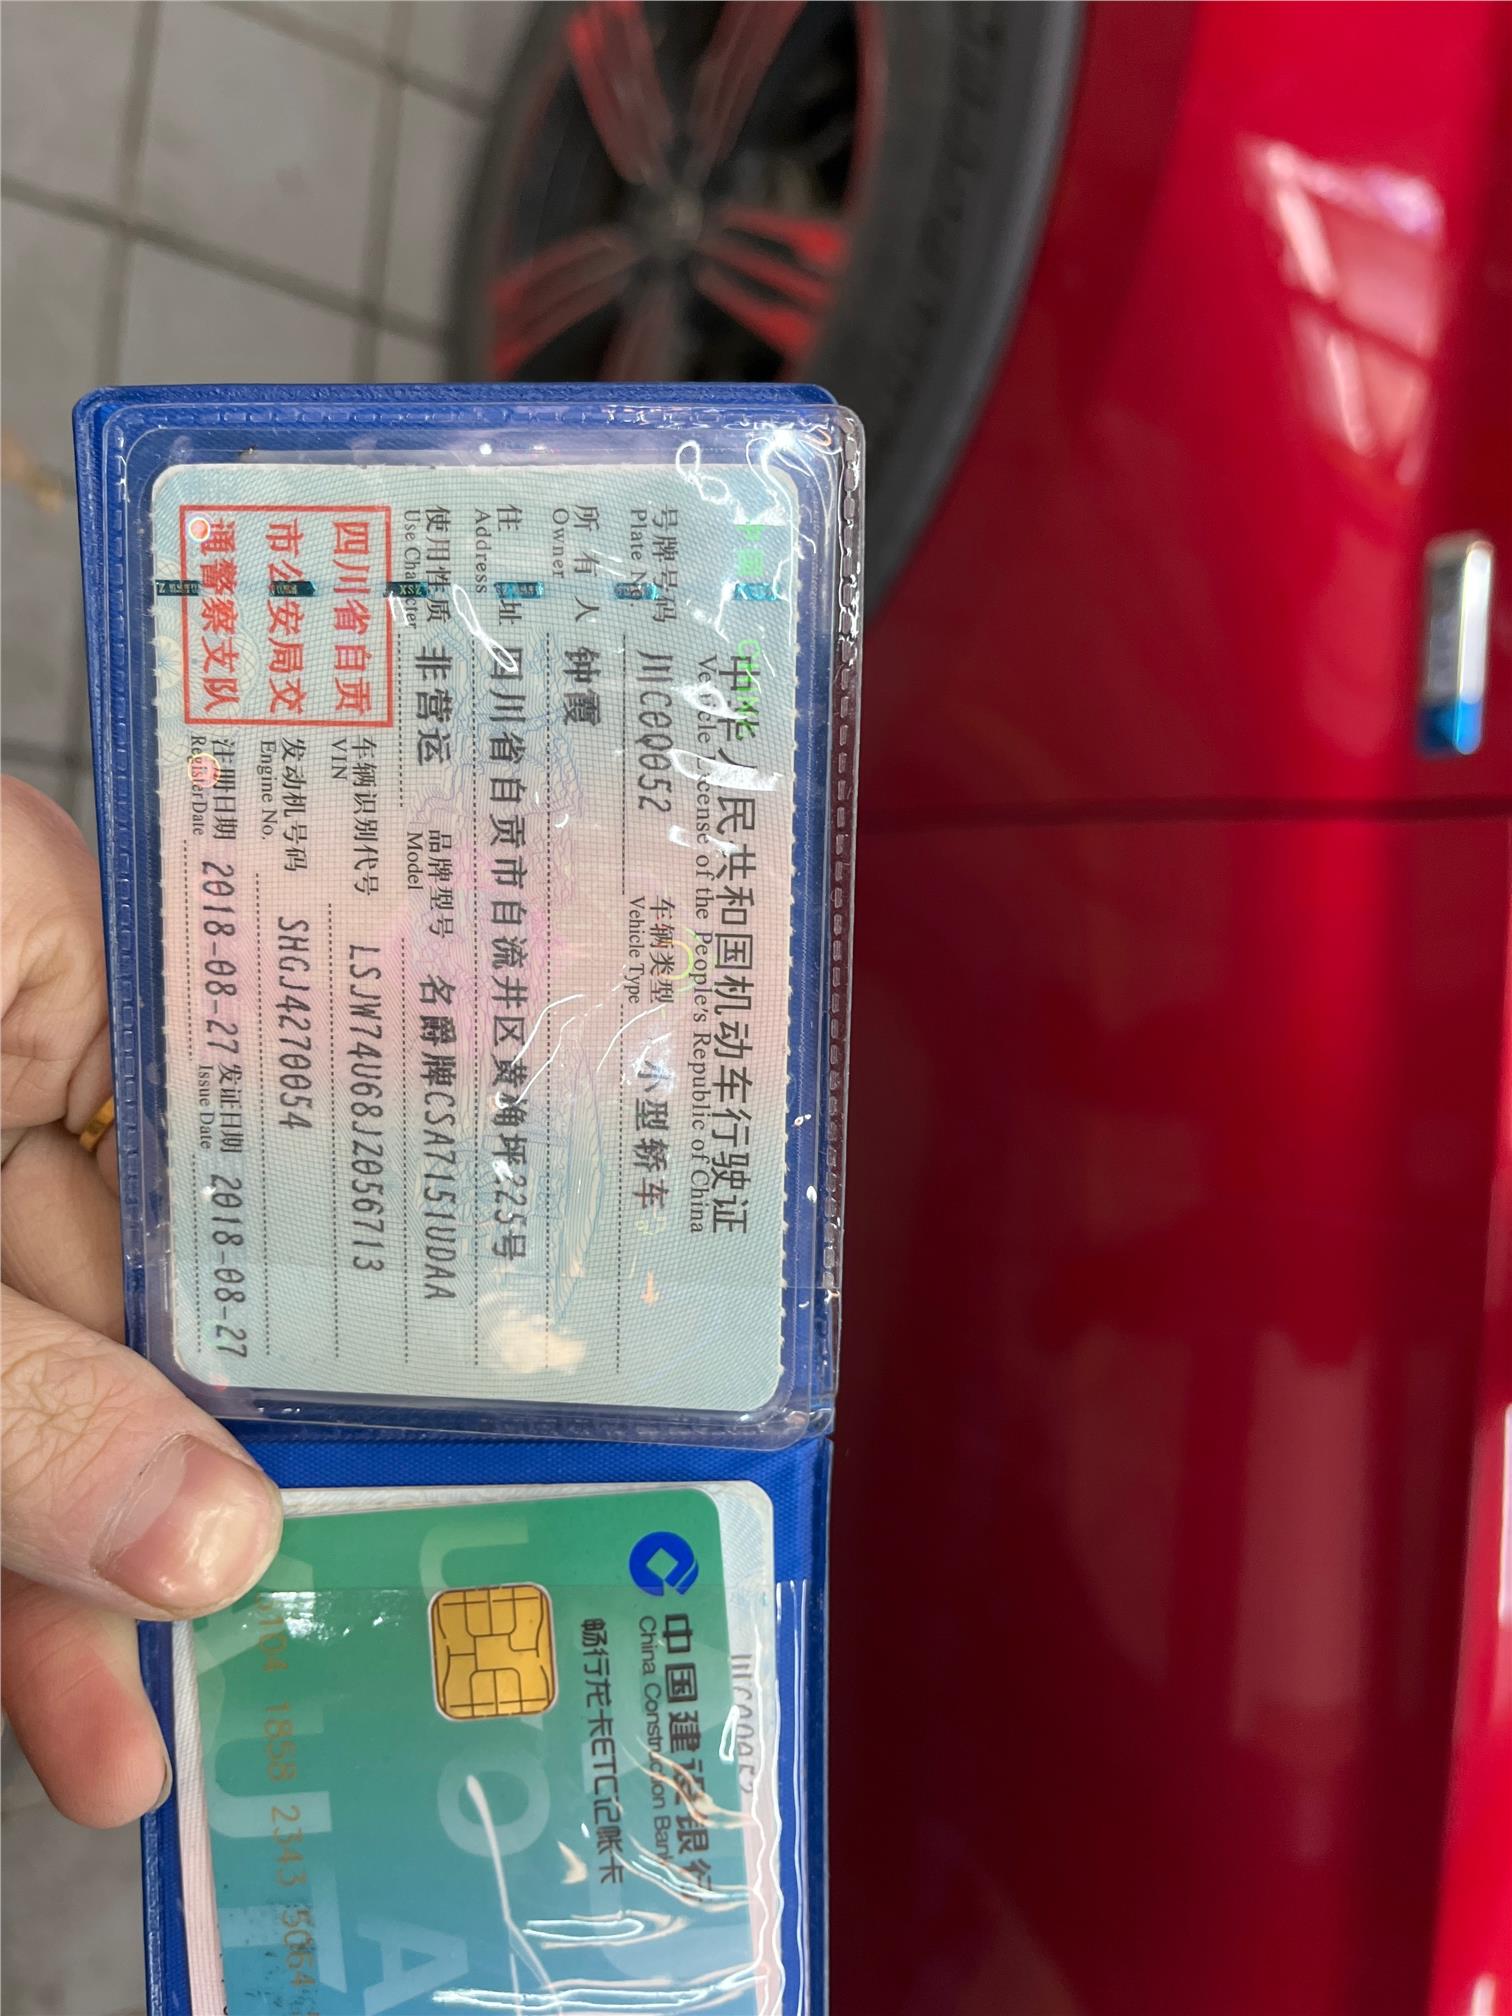 中华人民共和国机动车行驶证
Vehicle License of the People's Republic of China
号牌号码 川CQ0052 车辆类型 小型轿车
Plate No. Vehicle Type
所有人 钟霞
Owner
住址 四川省自贡市自流井区黄桷坪225号
Address
使用性质 非营运 品牌型号 名爵牌CSA7151UDAA
Use Character Model
四川省自贡
市公安局交
通警察支队
车辆识别代号 LSJW74U68JZ056713
VIN
发动机号码 SHGJ4270054
Engine No.
注册日期 2018-08-27 发证日期 2018-08-27
Register Date Issue Date
中国建设银行
China Construction Bank
畅行龙卡ETC记账卡
1858 2343 5064